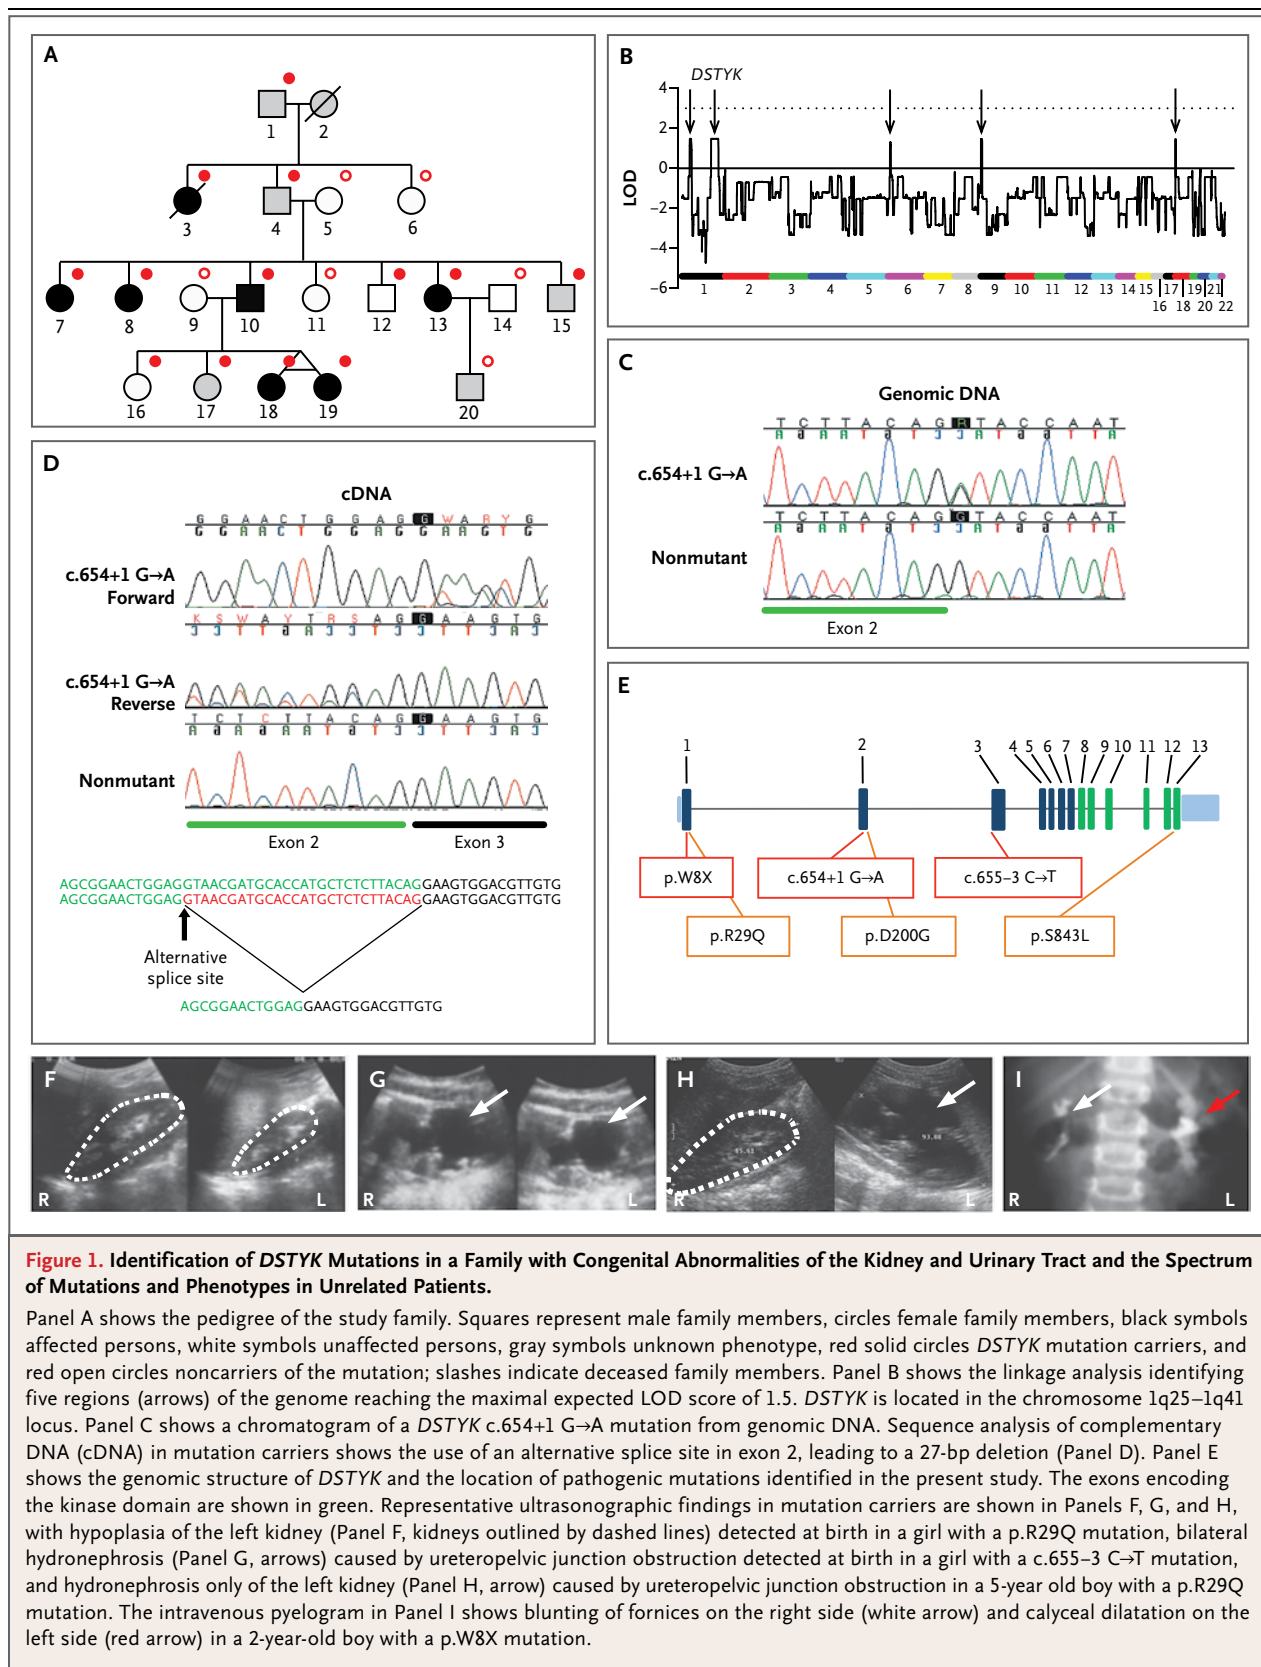 A
1
2
3
4
5
6
7
8
9
10
11
12
13
14
15
16
17
18
19
20
B
DSTYK
4
2
0
−2
−4
−6
LOD
1 2 3 4 5 6 7 8 9 10 11 12 13 14 15 17 19 21
16 18 20 22
C
Genomic DNA
T C T T A C A G R T A C C A A T
c.654+1 G→A
T C T T A C A G G T A C C A A T
Nonmutant
Exon 2
D
cDNA
G G A A C T G G A G G W A R Y G
G G A A C T G G A G G A A G T G
c.654+1 G→A
Forward
K S W A Y T R S A G G A A G T G
c.654+1 G→A
Reverse
T C T C T T A C A G G A A G T G
Nonmutant
Exon 2 Exon 3
AGCGGAACTGGAGGTAACGATGCACCATGCTCTCTTACAGGAAGTGGACGTTGTG
AGCGGAACTGGAGGTAACGATGCACCATGCTCTCTTACAGGAAGTGGACGTTGTG
Alternative
splice site
AGCGGAACTGGAGGAAGTGGACGTTGTG
E
1 2 3 4 5 6 7 8 9 10 11 12 13
p.W8X c.654+1 G→A c.655–3 C→T
p.R29Q p.D200G p.S843L
F
R L
G
R L
H
93.88
R L
I
R L
Figure 1. Identification of DSTYK Mutations in a Family with Congenital Abnormalities of the Kidney and Urinary Tract and the Spectrum
of Mutations and Phenotypes in Unrelated Patients.
Panel A shows the pedigree of the study family. Squares represent male family members, circles female family members, black symbols
affected persons, white symbols unaffected persons, gray symbols unknown phenotype, red solid circles DSTYK mutation carriers, and
red open circles noncarriers of the mutation; slashes indicate deceased family members. Panel B shows the linkage analysis identifying
five regions (arrows) of the genome reaching the maximal expected LOD score of 1.5. DSTYK is located in the chromosome 1q25–1q41
locus. Panel C shows a chromatogram of a DSTYK c.654+1 G→A mutation from genomic DNA. Sequence analysis of complementary
DNA (cDNA) in mutation carriers shows the use of an alternative splice site in exon 2, leading to a 27-bp deletion (Panel D). Panel E
shows the genomic structure of DSTYK and the location of pathogenic mutations identified in the present study. The exons encoding
the kinase domain are shown in green. Representative ultrasonographic findings in mutation carriers are shown in Panels F, G, and H,
with hypoplasia of the left kidney (Panel F, kidneys outlined by dashed lines) detected at birth in a girl with a p.R29Q mutation, bilateral
hydronephrosis (Panel G, arrows) caused by ureteropelvic junction obstruction detected at birth in a girl with a c.655–3 C→T mutation,
and hydronephrosis only of the left kidney (Panel H, arrow) caused by ureteropelvic junction obstruction in a 5-year old boy with a p.R29Q
mutation. The intravenous pyelogram in Panel I shows blunting of fornices on the right side (white arrow) and calyceal dilatation on the
left side (red arrow) in a 2-year-old boy with a p.W8X mutation.